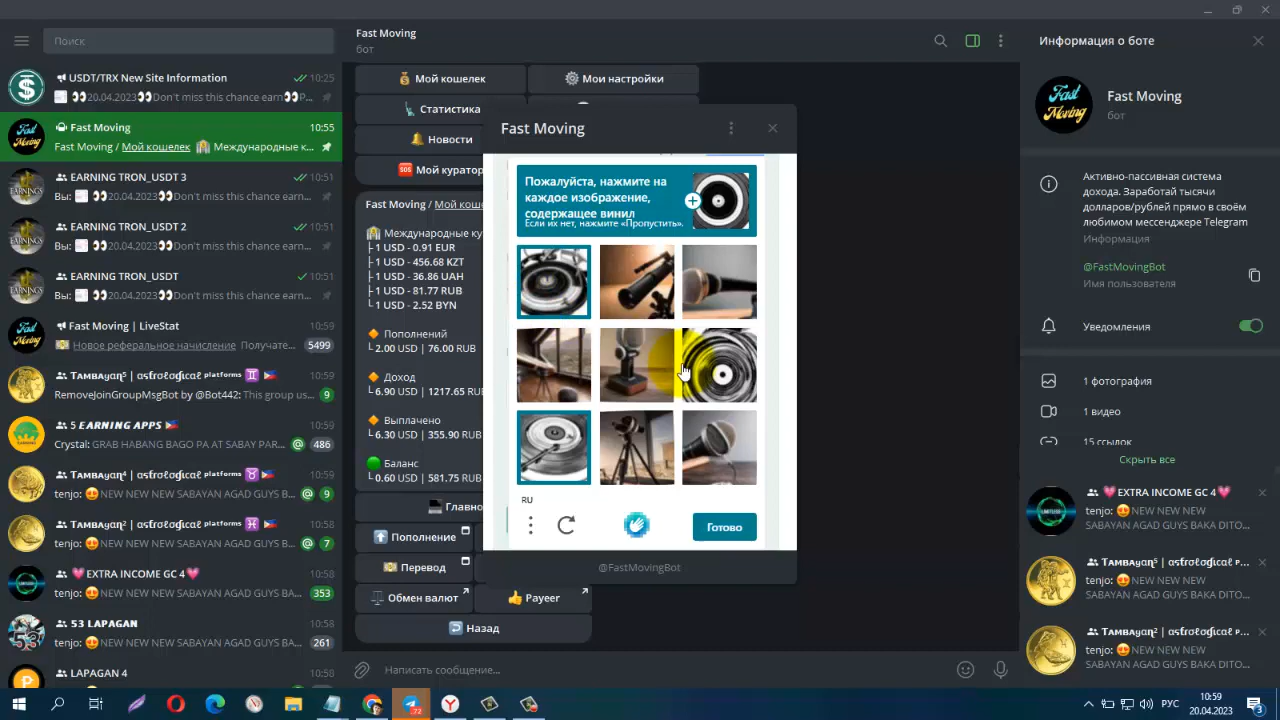 Поиск
USDT/TRX New Site Information
10:25
20.04.2023👀Don't miss this chance earn👀P...
Fast Moving
10:55
Fast Moving / Мой кошелек 🏤 Международные к...
EARNING TRON_USDT 3
10:51
Вы: 👀20.04.2023👀Don't miss this chance earn...
EARNING TRON_USDT 2
10:51
Вы: 👀20.04.2023👀Don't miss this chance earn...
EARNING TRON_USDT
10:51
Вы: 👀20.04.2023👀Don't miss this chance earn...
Fast Moving | LiveStat
10:59
Новое реферальное начисление Получате...
5499
10:59
RemoveJoinGroupMsgBot by @Bot442: This group us...
9
5 EARNING APPS 🇵🇭
10:59
Crystal: GRAB HABANG BAGO PA AT SABAY PAR...
@ 486
10:59
tenjo: 😍NEW NEW NEW SABAYAN AGAD GUYS B...
@ 9
10:58
tenjo: 😍NEW NEW NEW SABAYAN AGAD GUYS B...
@ 7
💗EXTRA INCOME GC 4💗
10:58
tenjo: 😍NEW NEW NEW SABAYAN AGAD GUYS BA...
353
53 LAPAGAN
10:58
tenjo: 😍NEW NEW NEW SABAYAN AGAD GUYS BA...
261
LAPAGAN 4
10:58
Fast Moving
бот
Мой кошелек
Мои настройки
Статистика
Новости
Мой куратор
Fast Moving / Мой коше
Международные ку
├ 1 USD - 0.91 EUR
├ 1 USD - 456.68 KZT
├ 1 USD - 36.86 UAH
├ 1 USD - 81.77 RUB
└ 1 USD - 2.52 BYN
🔸 Пополнений
└ 2.00 USD | 76.00 RUB
🔸 Доход
└ 6.90 USD | 1217.65 RUB
🔸 Выплачено
└ 6.30 USD | 355.90 RUB
🟢 Баланс
└ 0.60 USD | 581.75 RUB
Главно
Пополнение
Перевод
Обмен валют
Payeer
Назад
Написать сообщение...
Fast Moving
Пожалуйста, нажмите на
каждое изображение,
содержащее винил
Если их нет, нажмите «Пропустить».
RU
Готово
@FastMovingBot
Информация о боте
Fast Moving
бот
Активно-пассивная система
дохода. Заработай тысячи
долларов/рублей прямо в своём
любимом мессенджере Telegram
Информация
@FastMovingBot
Имя пользователя
Уведомления
1 фотография
1 видео
15 ссылок
Скрыть все
💗EXTRA INCOME GC 4💗
tenjo: 😍NEW NEW NEW
SABAYAN AGAD GUYS BAKA DITO...
tenjo: 😍NEW NEW NEW
SABAYAN AGAD GUYS BAKA DITO...
tenjo: 😍NEW NEW NEW
SABAYAN AGAD GUYS BAKA DITO...
72
РУС
10:59
20.04.2023
3